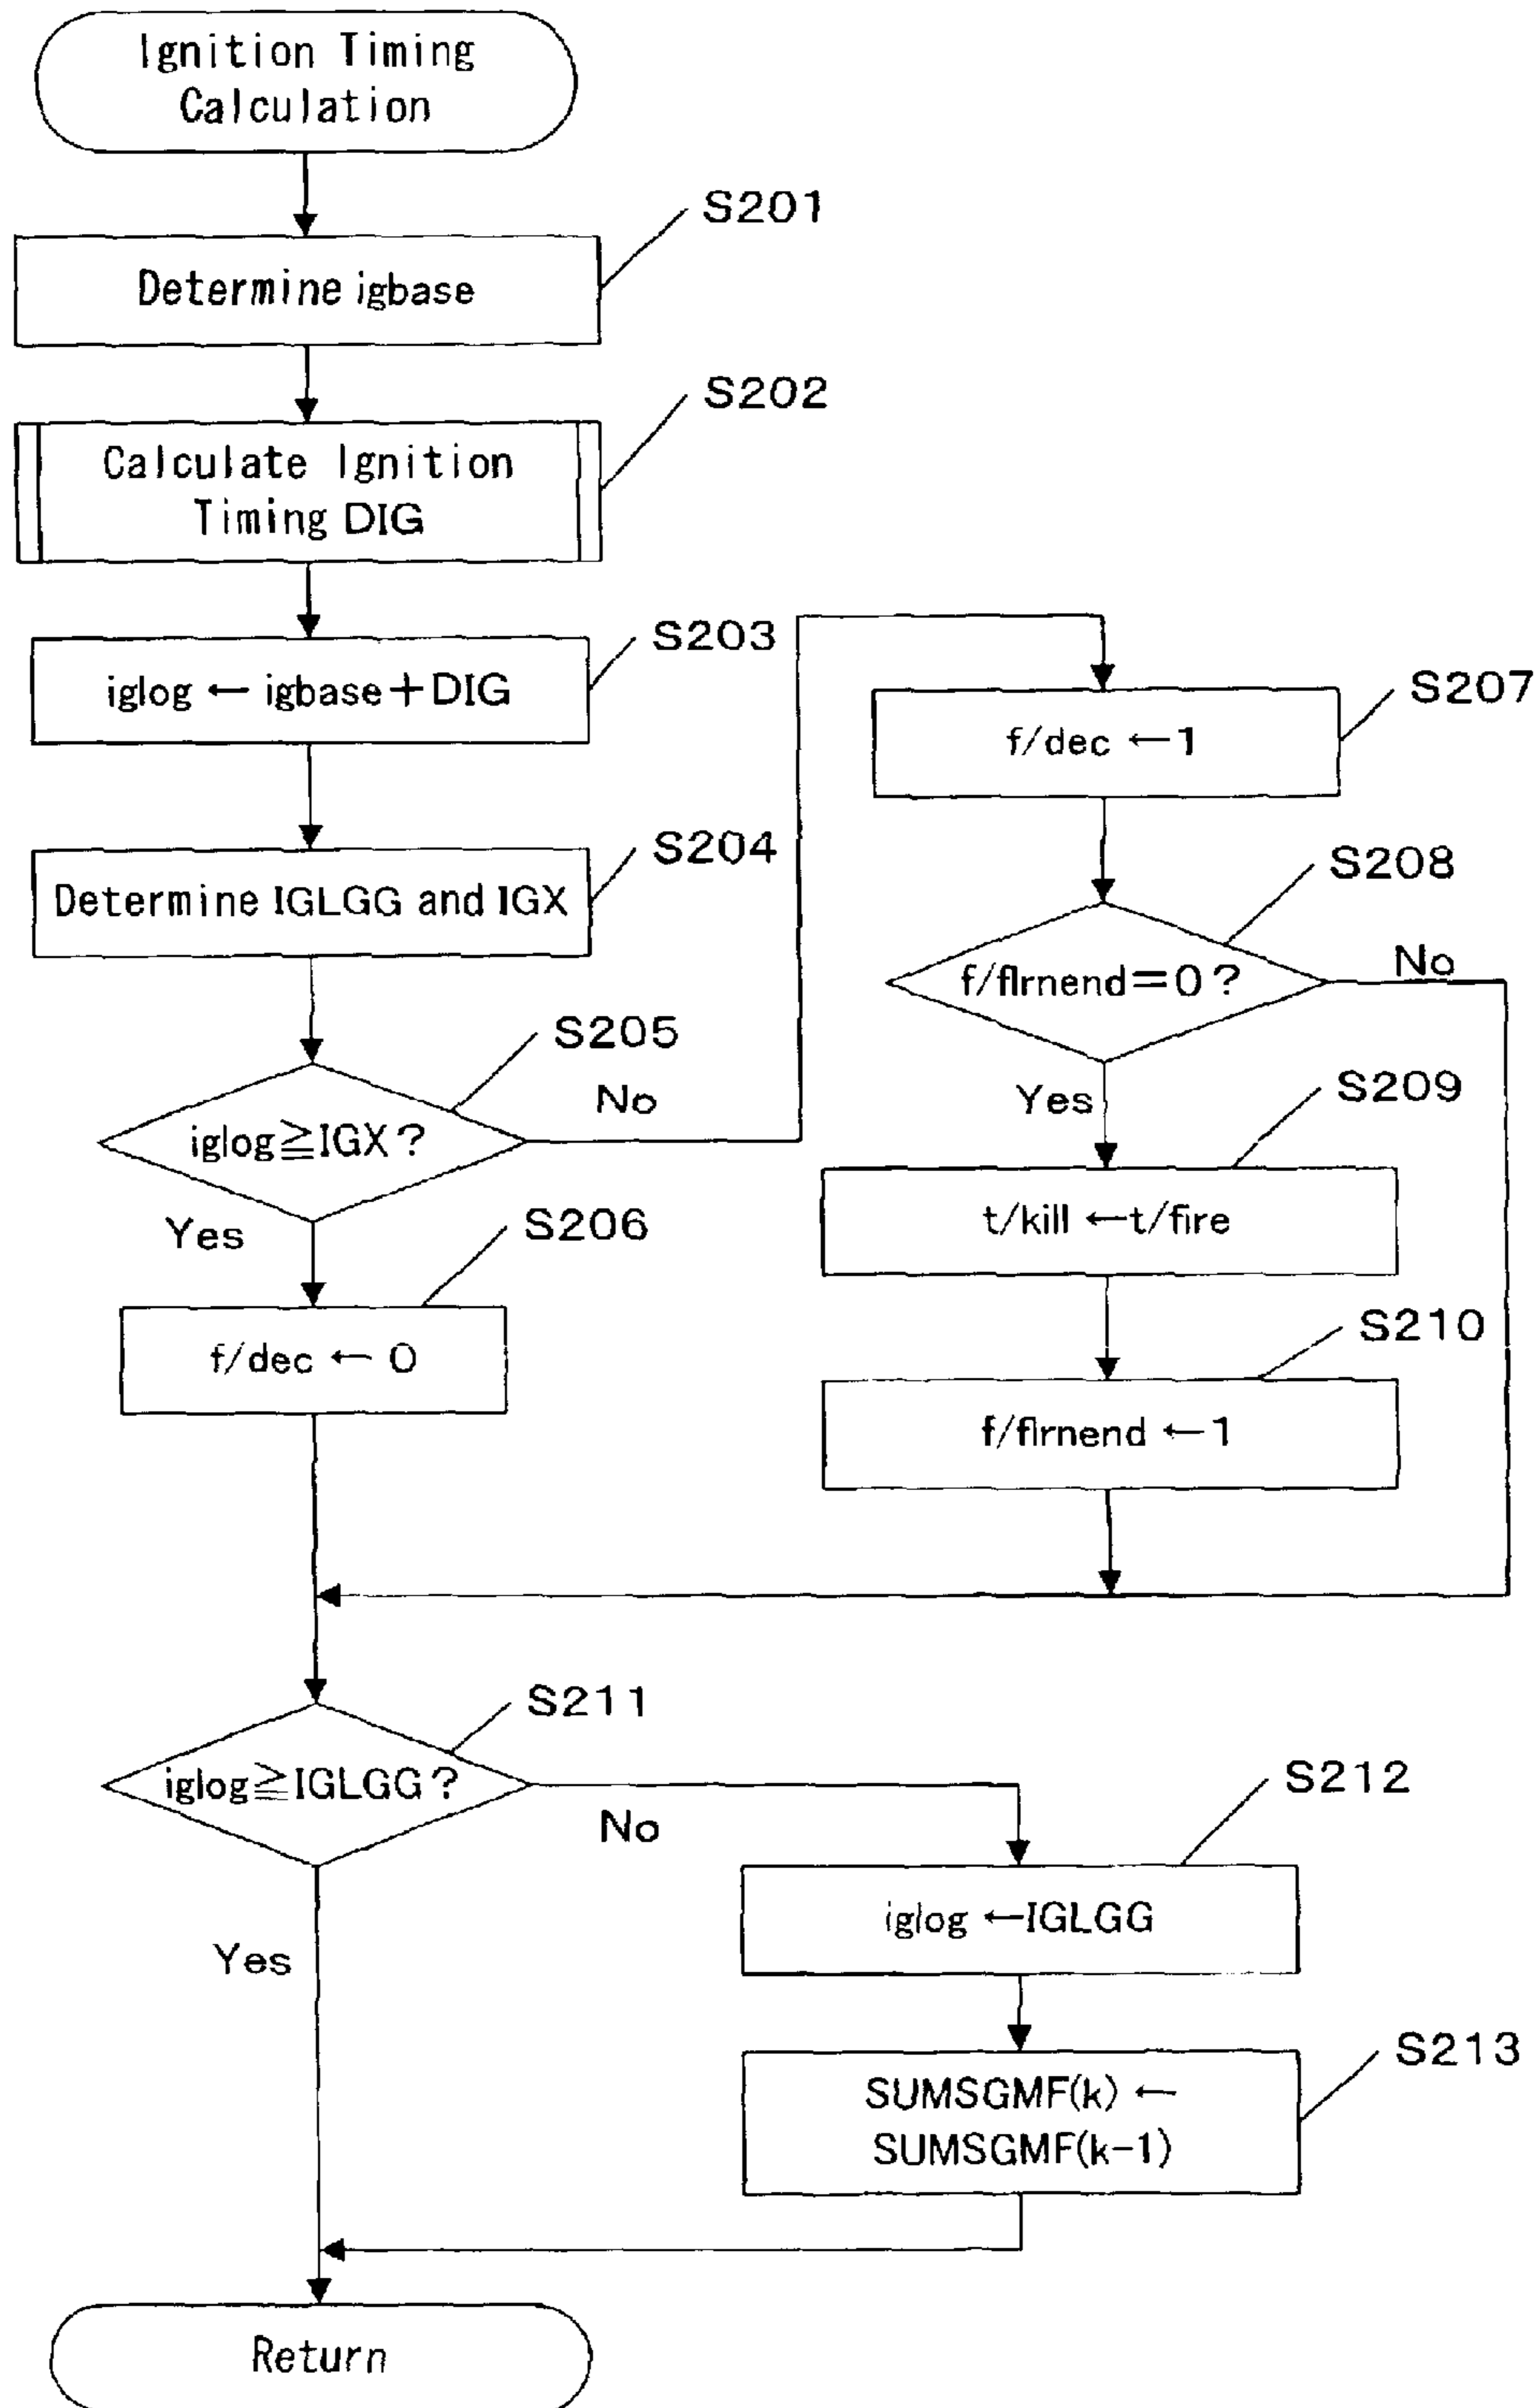 Ignition Timing
Calculation
S201
Determine igbase
S202
Calculate Ignition
Timing DIG
S203
iglog ← igbase+DIG
S204
Determine IGLGG and IGX
S205
iglog≧IGX?
No
Yes
S206
f/dec ← 0
S207
f/dec ←1
S208
f/flrnend=0?
No
Yes
S209
t/kill ←t/fire
S210
f/flrnend ←1
S211
iglog≧IGLGG?
No
Yes
S212
iglog ←IGLGG
S213
SUMSGMF(k) ←
SUMSGMF(k-1)
Return